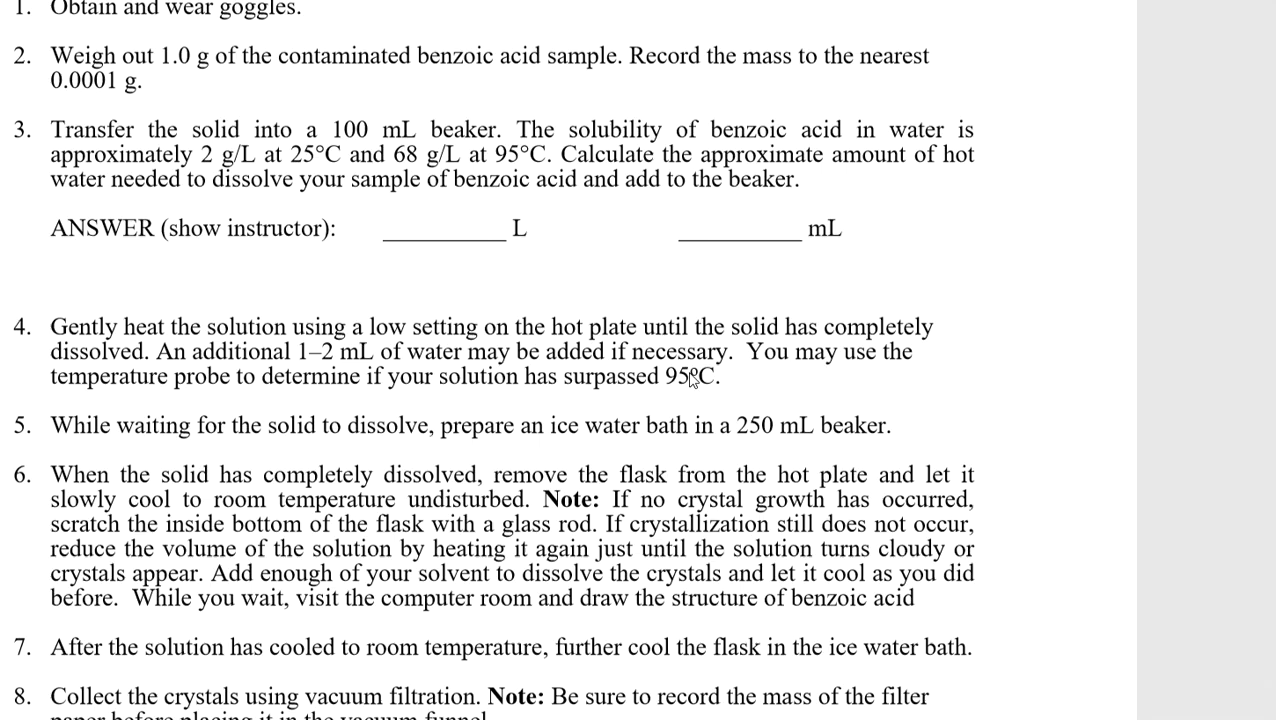 1. Obtain and wear goggles.
2. Weigh out 1.0 g of the contaminated benzoic acid sample. Record the mass to the nearest
0.0001 g.
3. Transfer the solid into a 100 mL beaker. The solubility of benzoic acid in water is
approximately 2 g/L at 25°C and 68 g/L at 95°C. Calculate the approximate amount of hot
water needed to dissolve your sample of benzoic acid and add to the beaker.
ANSWER (show instructor): __________ L __________ mL
4. Gently heat the solution using a low setting on the hot plate until the solid has completely
dissolved. An additional 1–2 mL of water may be added if necessary. You may use the
temperature probe to determine if your solution has surpassed 95ºC.
5. While waiting for the solid to dissolve, prepare an ice water bath in a 250 mL beaker.
6. When the solid has completely dissolved, remove the flask from the hot plate and let it
slowly cool to room temperature undisturbed. Note: If no crystal growth has occurred,
scratch the inside bottom of the flask with a glass rod. If crystallization still does not occur,
reduce the volume of the solution by heating it again just until the solution turns cloudy or
crystals appear. Add enough of your solvent to dissolve the crystals and let it cool as you did
before. While you wait, visit the computer room and draw the structure of benzoic acid
7. After the solution has cooled to room temperature, further cool the flask in the ice water bath.
8. Collect the crystals using vacuum filtration. Note: Be sure to record the mass of the filter
paper before placing it in the vacuum funnel.